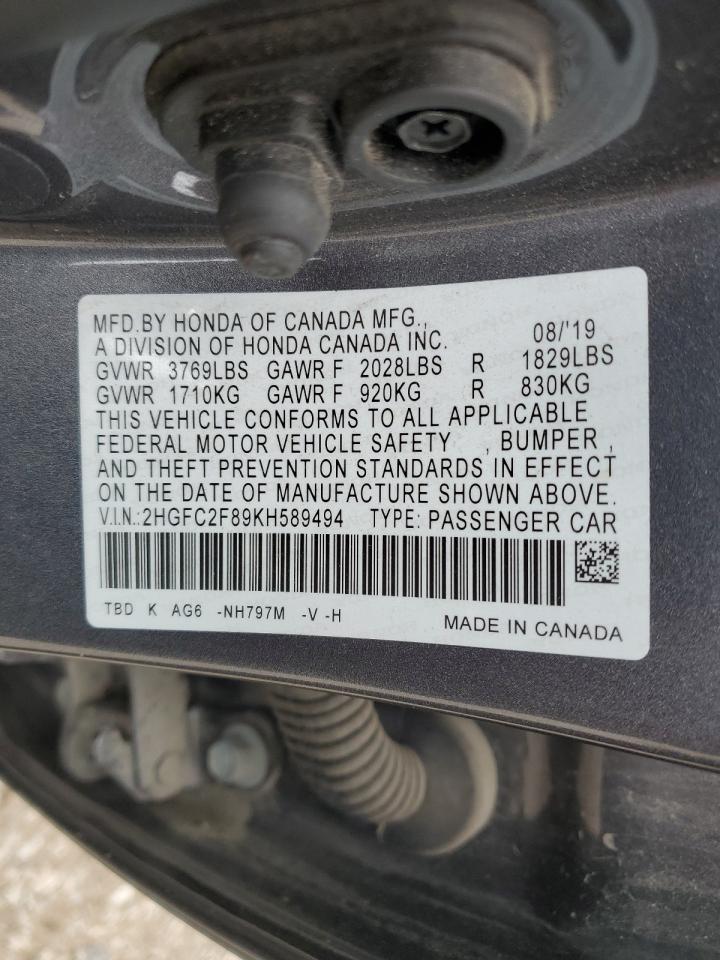 MFD.BY HONDA OF CANADA MFG.,
A DIVISION OF HONDA CANADA INC. 08/'19
GVWR 3769LBS GAWR F 2028LBS R 1829LBS
GVWR 1710KG GAWR F 920KG R 830KG
THIS VEHICLE CONFORMS TO ALL APPLICABLE
FEDERAL MOTOR VEHICLE SAFETY , BUMPER ,
AND THEFT PREVENTION STANDARDS IN EFFECT
ON THE DATE OF MANUFACTURE SHOWN ABOVE.
V.I.N.:2HGFC2F89KH589494 TYPE: PASSENGER CAR
TBD K AG6 -NH797M -V -H
MADE IN CANADA